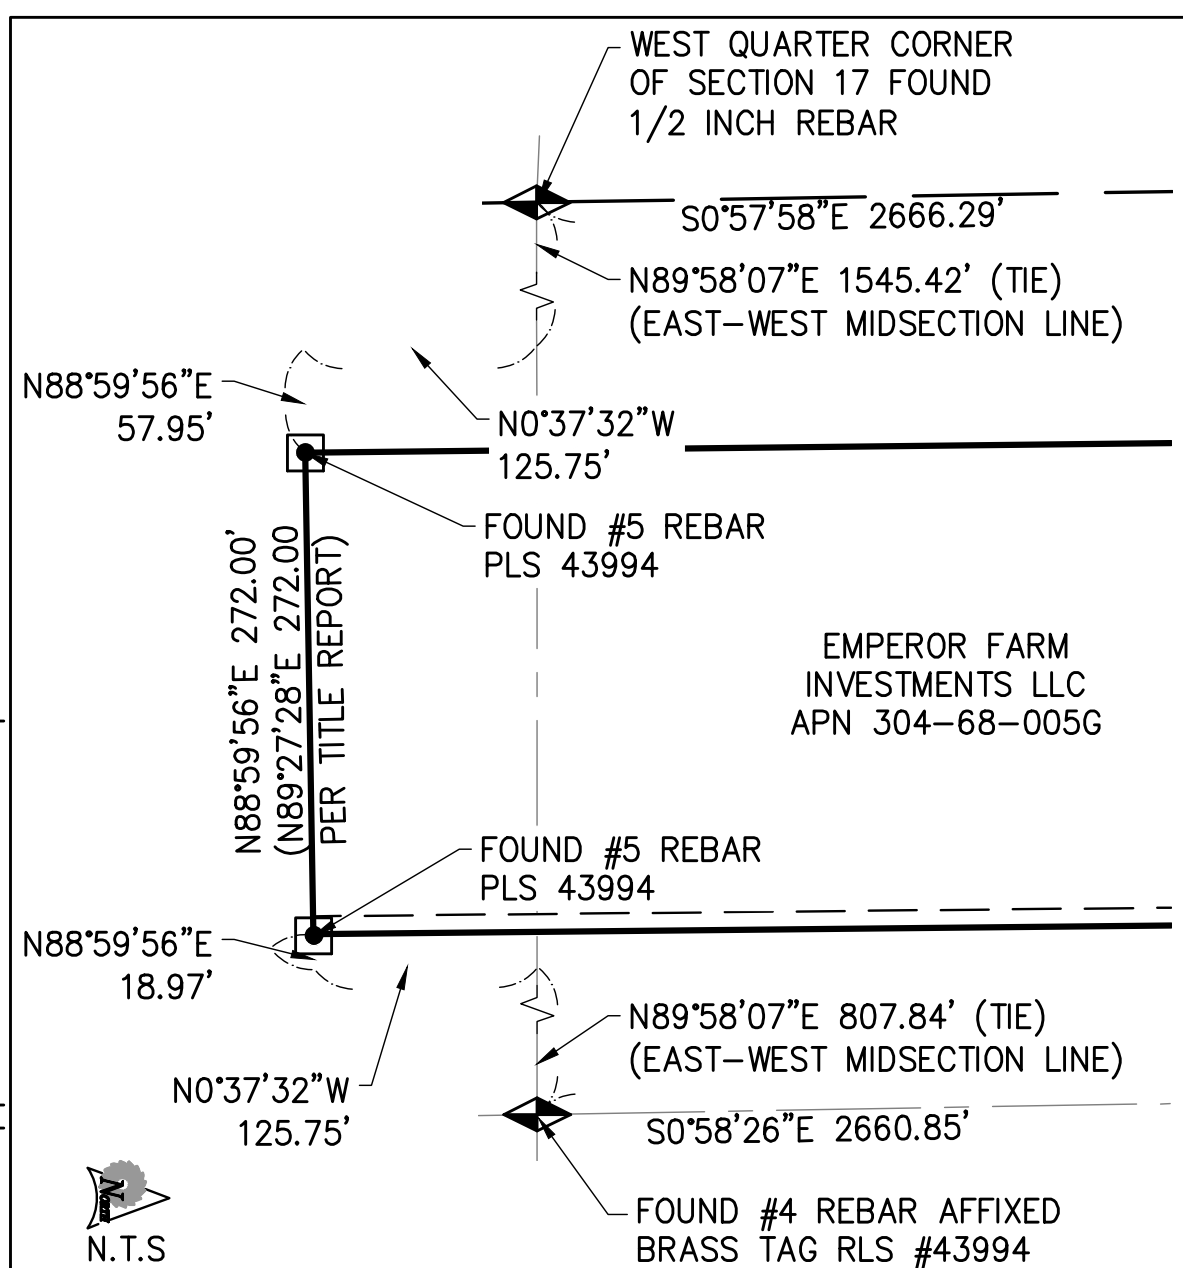 WEST QUARTER CORNER
OF SECTION 17 FOUND
1/2 INCH REBAR
S0°57'58"E 2666.29'
N89°58'07"E 1545.42' (TIE)
(EAST-WEST MIDSECTION LINE)
N88°59'56"E
57.95'
N0°37'32"W
125.75'
FOUND #5 REBAR
PLS 43994
N88°59'56"E 272.00'
(N89°27'28"E 272.00
PER TITLE REPORT)
EMPEROR FARM
INVESTMENTS LLC
APN 304-68-005G
FOUND #5 REBAR
PLS 43994
N88°59'56"E
18.97'
N89°58'07"E 807.84' (TIE)
(EAST-WEST MIDSECTION LINE)
N0°37'32"W
125.75'
S0°58'26"E 2660.85'
FOUND #4 REBAR AFFIXED
BRASS TAG RLS #43994
NORTH
N.T.S